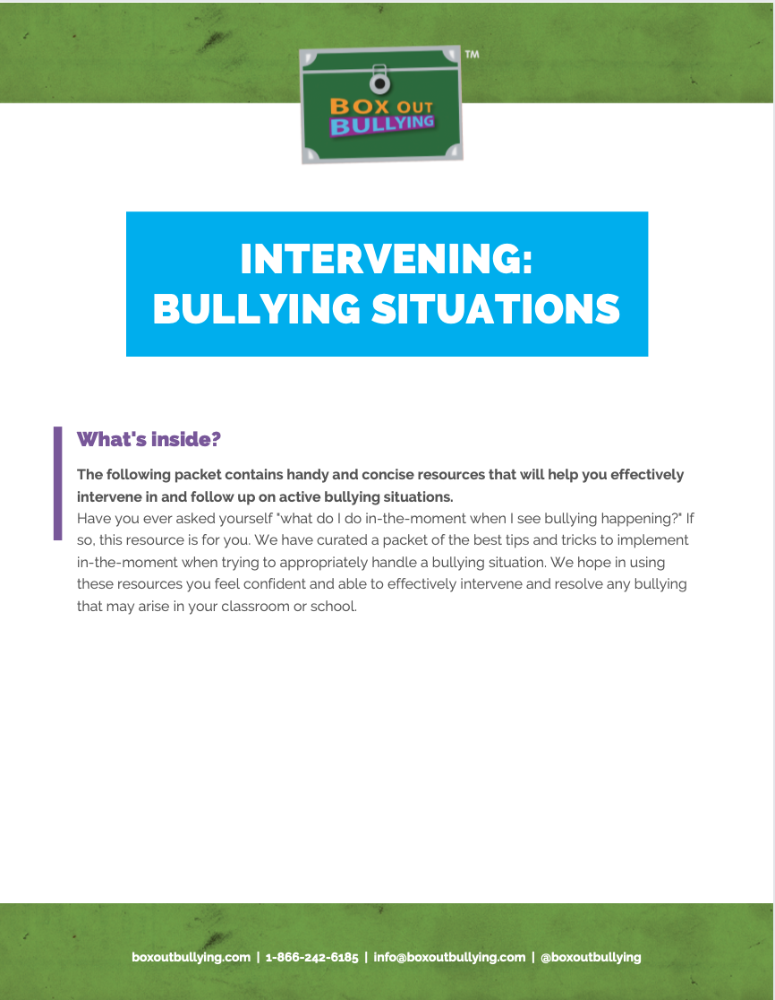 TM
BOX OUT
BULLYING
INTERVENING:
BULLYING SITUATIONS
What's inside?
The following packet contains handy and concise resources that will help you effectively
intervene in and follow up on active bullying situations.
Have you ever asked yourself "what do I do in-the-moment when I see bullying happening?" If
so, this resource is for you. We have curated a packet of the best tips and tricks to implement
in-the-moment when trying to appropriately handle a bullying situation. We hope in using
these resources you feel confident and able to effectively intervene and resolve any bullying
that may arise in your classroom or school.
boxoutbullying.com | 1-866-242-6185 | info@boxoutbullying.com | @boxoutbullying